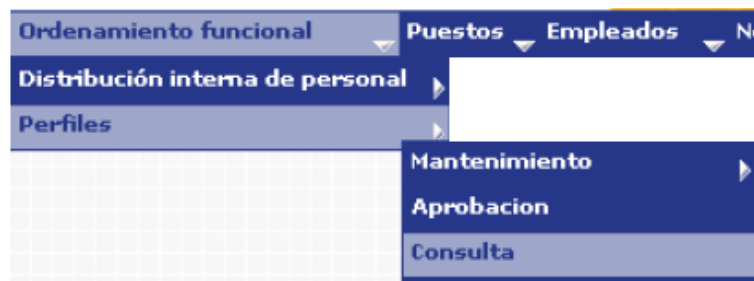 Ordenamiento funcional Puestos Empleados
Distribución interna de personal
Perfiles
Mantenimiento
Aprobacion
Consulta